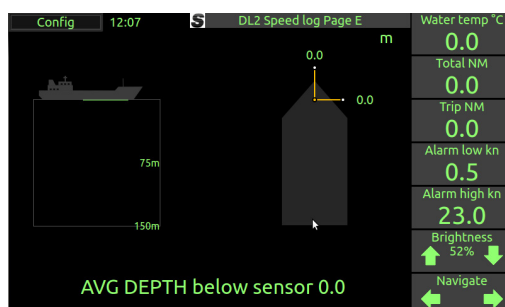 Config 12:07 S DL2 Speed log Page E
m
0.0
0.0
75m
150m
AVG DEPTH below sensor 0.0
Water temp °C
0.0
Total NM
0.0
Trip NM
0.0
Alarm low kn
0.5
Alarm high kn
23.0
Brightness
52%
Navigate